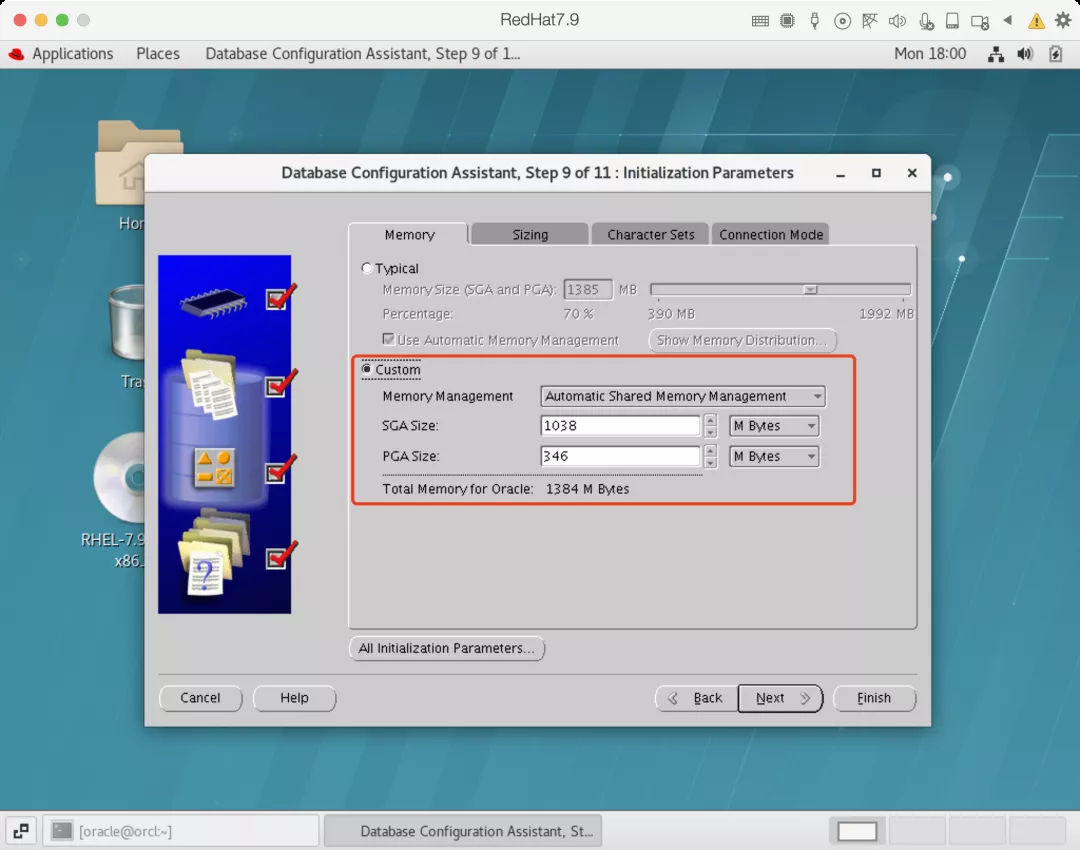 RedHat7.9
Applications Places Database Configuration Assistant, Step 9 of 1... Mon 18:00
Database Configuration Assistant, Step 9 of 11 : Initialization Parameters
Memory Sizing Character Sets Connection Mode
Typical
Memory Size (SGA and PGA): 1385 MB
Percentage: 70 % 390 MB 1992 MB
Use Automatic Memory Management Show Memory Distribution...
Custom
Memory Management Automatic Shared Memory Management
SGA Size: 1038 M Bytes
PGA Size: 346 M Bytes
Total Memory for Oracle: 1384 M Bytes
All Initialization Parameters...
Cancel Help Back Next Finish
Hor
Tra
RHEL-7.9
x86_
[oracle@orcl:~] Database Configuration Assistant, St...